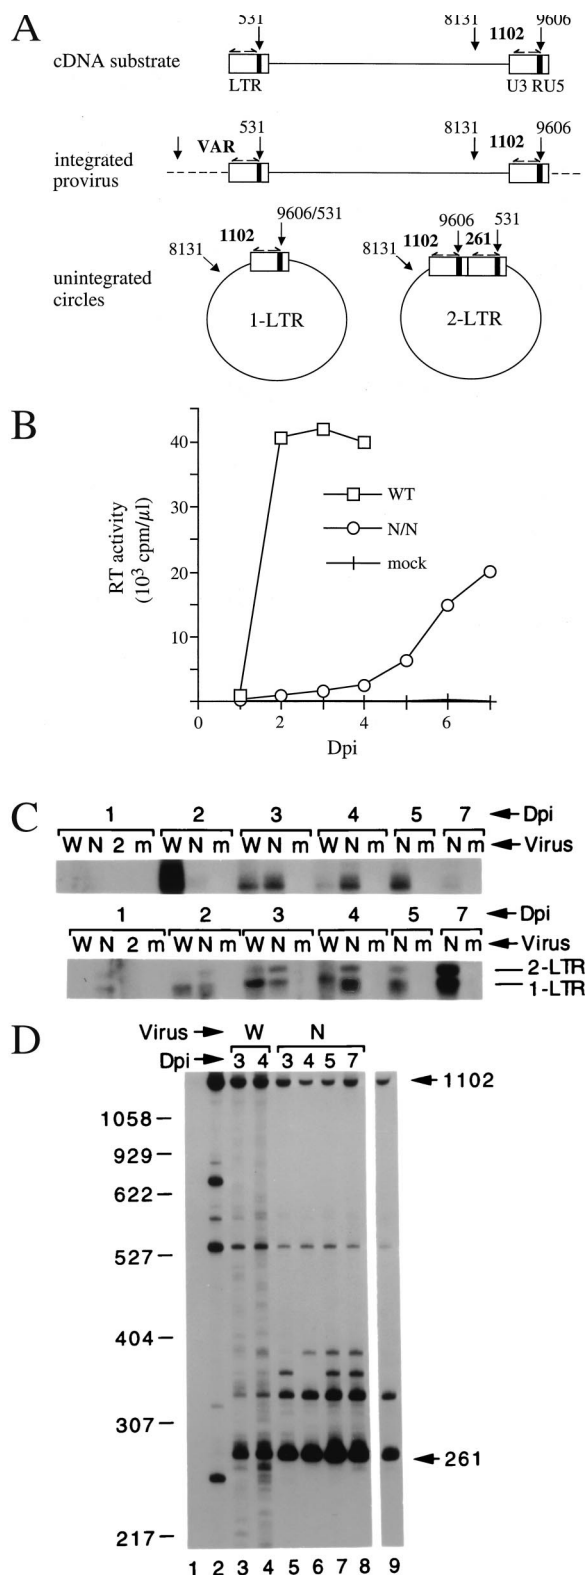 A
531 8131 1102 9606
cDNA substrate
LTR U3 RU5
VAR 531 8131 1102 9606
integrated
provirus
9606/531 531
1102 9606
8131 8131 1102 261
unintegrated
circles
1-LTR 2-LTR
B
RT activity
(10³ cpm/µl)
40
30
20
10
WT
N/N
mock
0 2 4 6
Dpi
C
1 2 3 4 5 7 Dpi
W N 2 m W N m W N m W N m N m N m Virus
1 2 3 4 5 7 Dpi
W N 2 m W N m W N m W N m N m N m Virus
2-LTR
1-LTR
D
Virus W N
Dpi 3 4 3 4 5 7
1102
1058
929
622
527
404
307
261
217
1 2 3 4 5 6 7 8 9